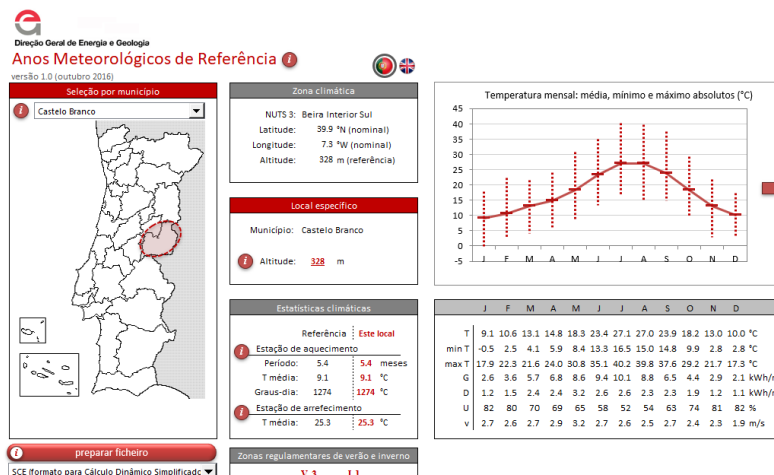 Direção Geral de Energia e Geologia
Anos Meteorológicos de Referência i
versão 1.0 (outubro 2016)
Seleção por município
i Castelo Branco
Zona climática
NUTS 3: Beira Interior Sul
Latitude: 39.9 °N (nominal)
Longitude: 7.3 °W (nominal)
Altitude: 328 m (referência)
Local específico
Município: Castelo Branco
i Altitude: 328 m
Estatísticas climáticas
Referência Este local
i Estação de aquecimento
Período: 5.4 5.4 meses
T média: 9.1 9.1 °C
Graus-dia: 1274 1274 °C
i Estação de arrefecimento
T média: 25.3 25.3 °C
Zonas regulamentares de verão e inverno
V 3 I 1
i preparar ficheiro
SCE (formato para Cálculo Dinâmico Simplificado
Temperatura mensal: média, mínimo e máximo absolutos (°C)
45
40
35
30
25
20
15
10
5
0
-5
J F M A M J J A S O N D
J F M A M J J A S O N D
T 9.1 10.6 13.1 14.8 18.3 23.4 27.1 27.0 23.9 18.2 13.0 10.0 °C
min T -0.5 2.5 4.1 5.9 8.4 13.3 16.5 15.0 14.8 9.9 2.8 2.8 °C
max T 17.9 22.3 21.6 24.0 30.8 35.1 40.2 39.8 37.6 29.2 21.7 17.3 °C
G 2.6 3.6 5.7 6.8 8.6 9.4 10.1 8.8 6.5 4.4 2.9 2.1 kWh/m
D 1.2 1.5 2.4 2.4 3.2 2.6 2.6 2.3 2.3 1.9 1.2 1.1 kWh/m
U 82 80 70 69 65 58 52 54 63 74 81 82 %
v 2.7 2.6 2.7 2.9 3.2 2.7 2.6 2.5 2.7 2.4 2.3 1.9 m/s